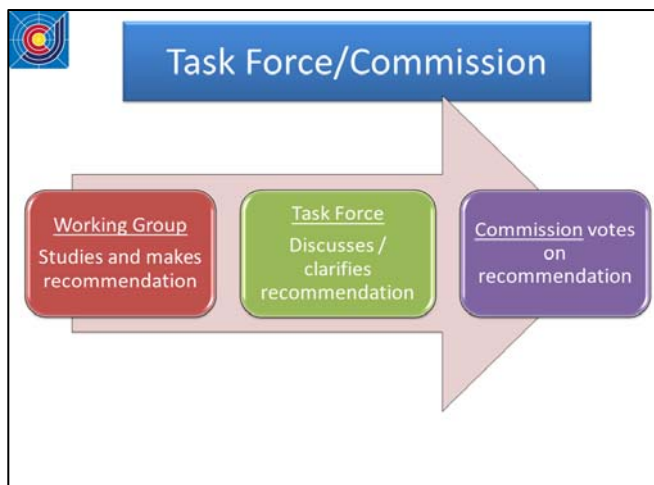 Task Force/Commission
Working Group
Studies and makes
recommendation
Task Force
Discusses /
clarifies
recommendation
Commission votes
on
recommendation